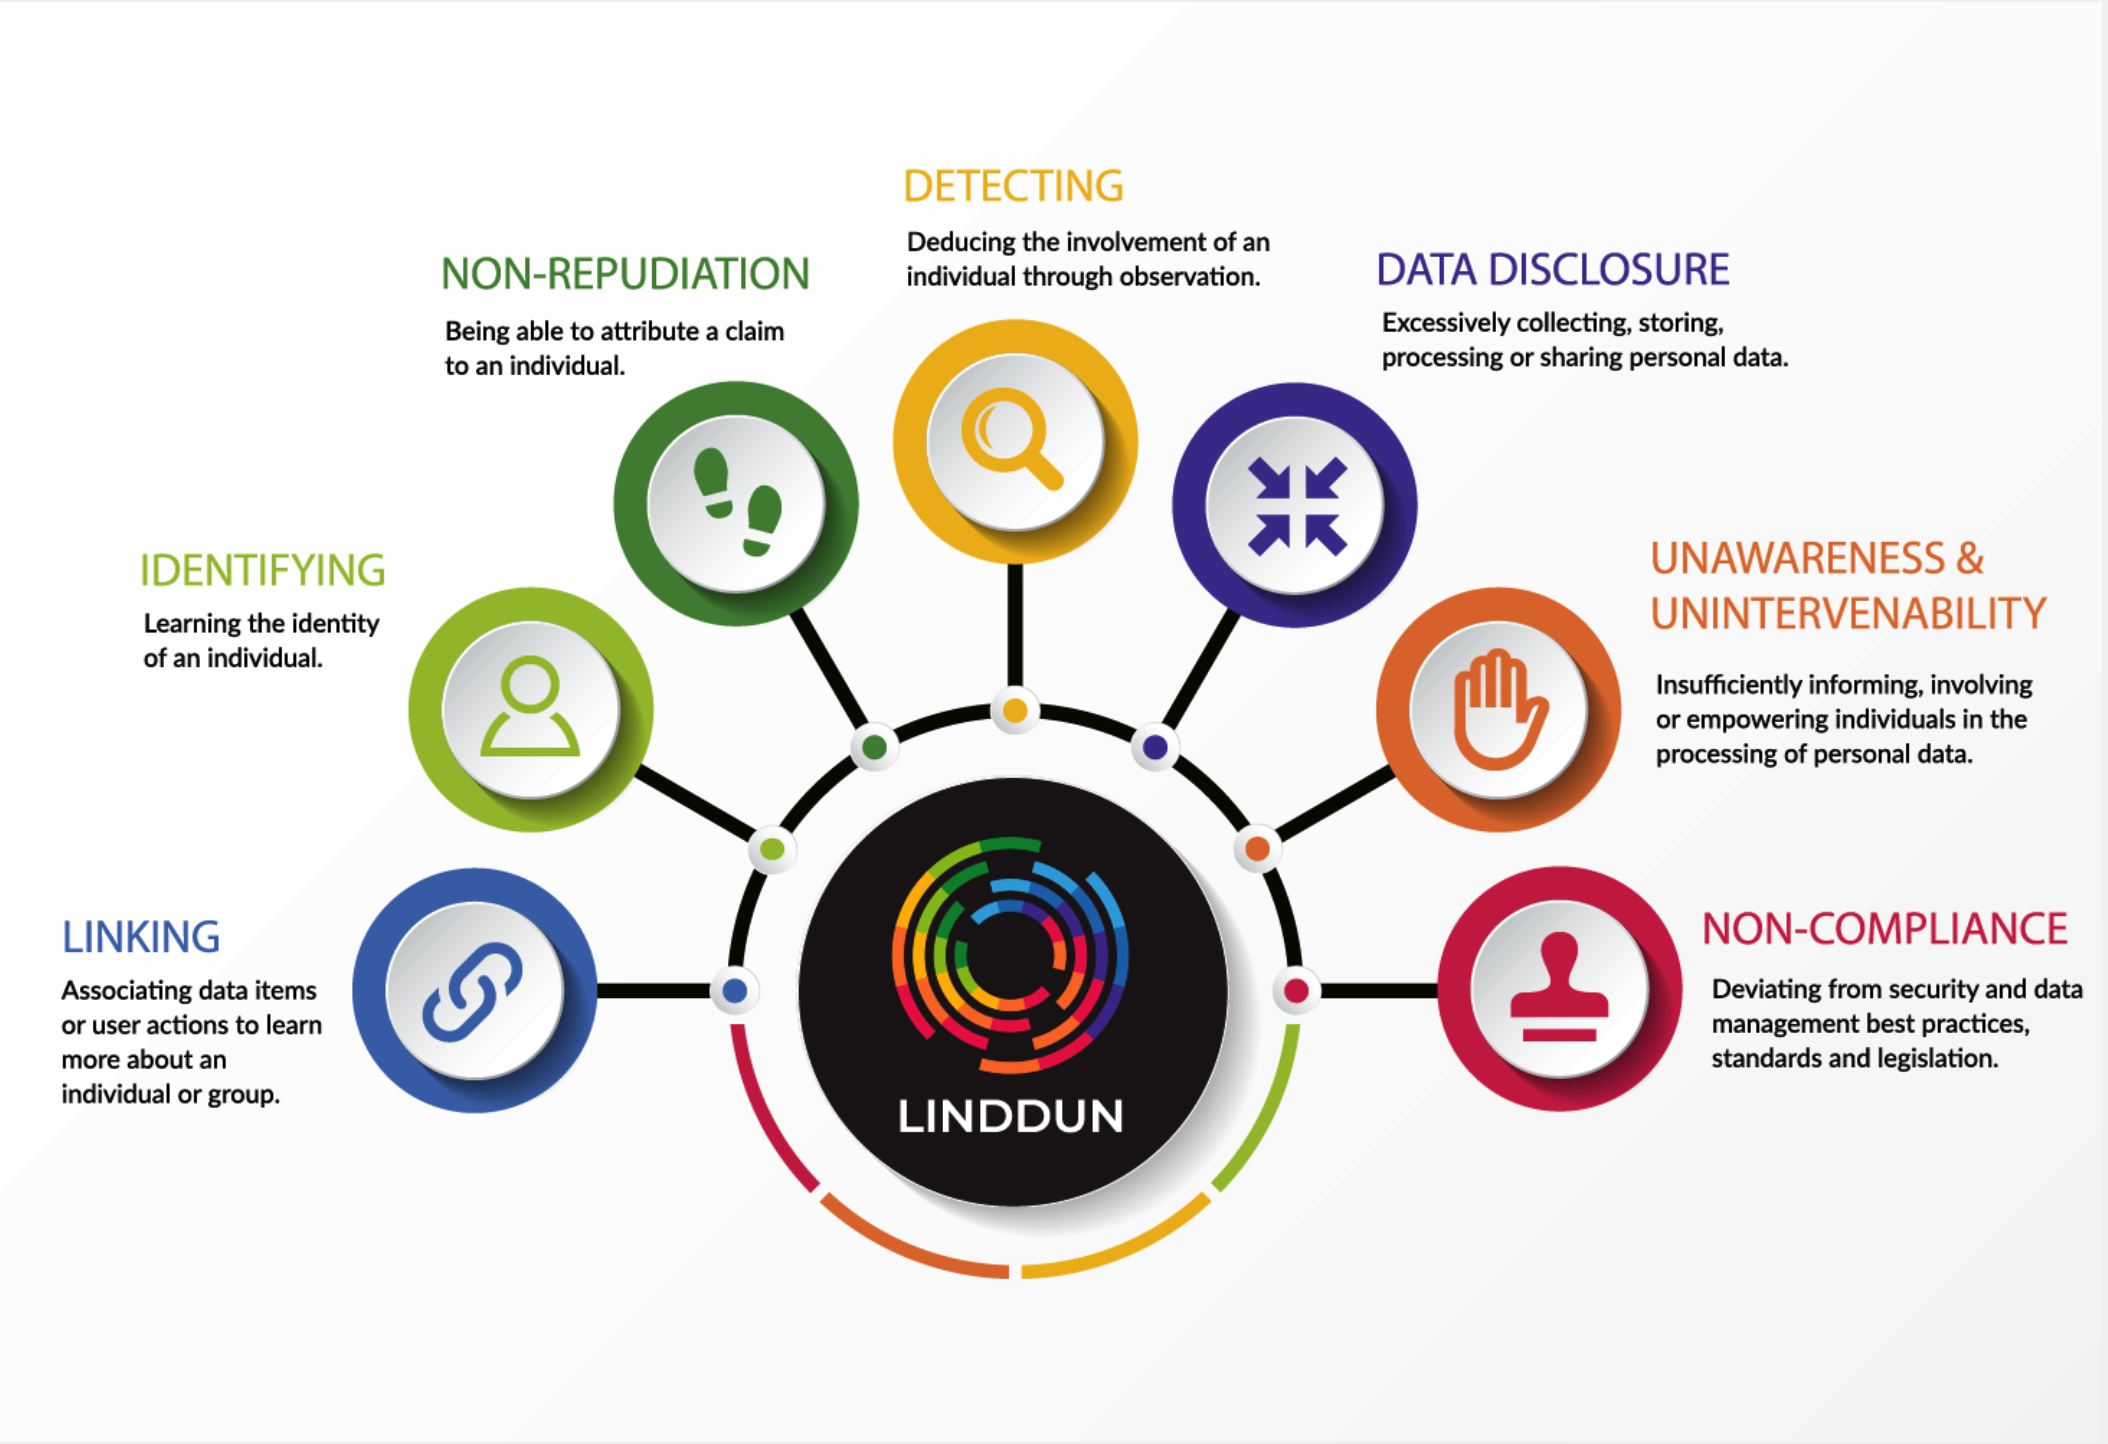 LINKING
Associating data items
or user actions to learn
more about an
individual or group.
IDENTIFYING
Learning the identity
of an individual.
NON-REPUDIATION
Being able to attribute a claim
to an individual.
DETECTING
Deducing the involvement of an
individual through observation.
DATA DISCLOSURE
Excessively collecting, storing,
processing or sharing personal data.
UNAWARENESS &
UNINTERVENABILITY
Insufficiently informing, involving
or empowering individuals in the
processing of personal data.
NON-COMPLIANCE
Deviating from security and data
management best practices,
standards and legislation.
LINDDUN